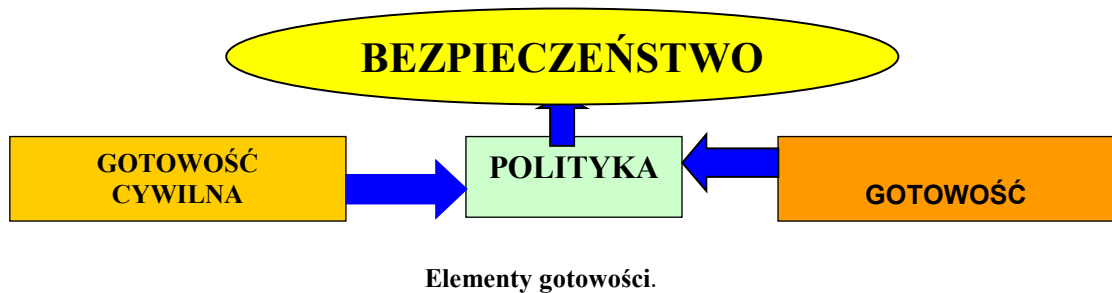 BEZPIECZEŃSTWO
GOTOWOŚĆ
CYWILNA
POLITYKA
GOTOWOŚĆ
Elementy gotowości.